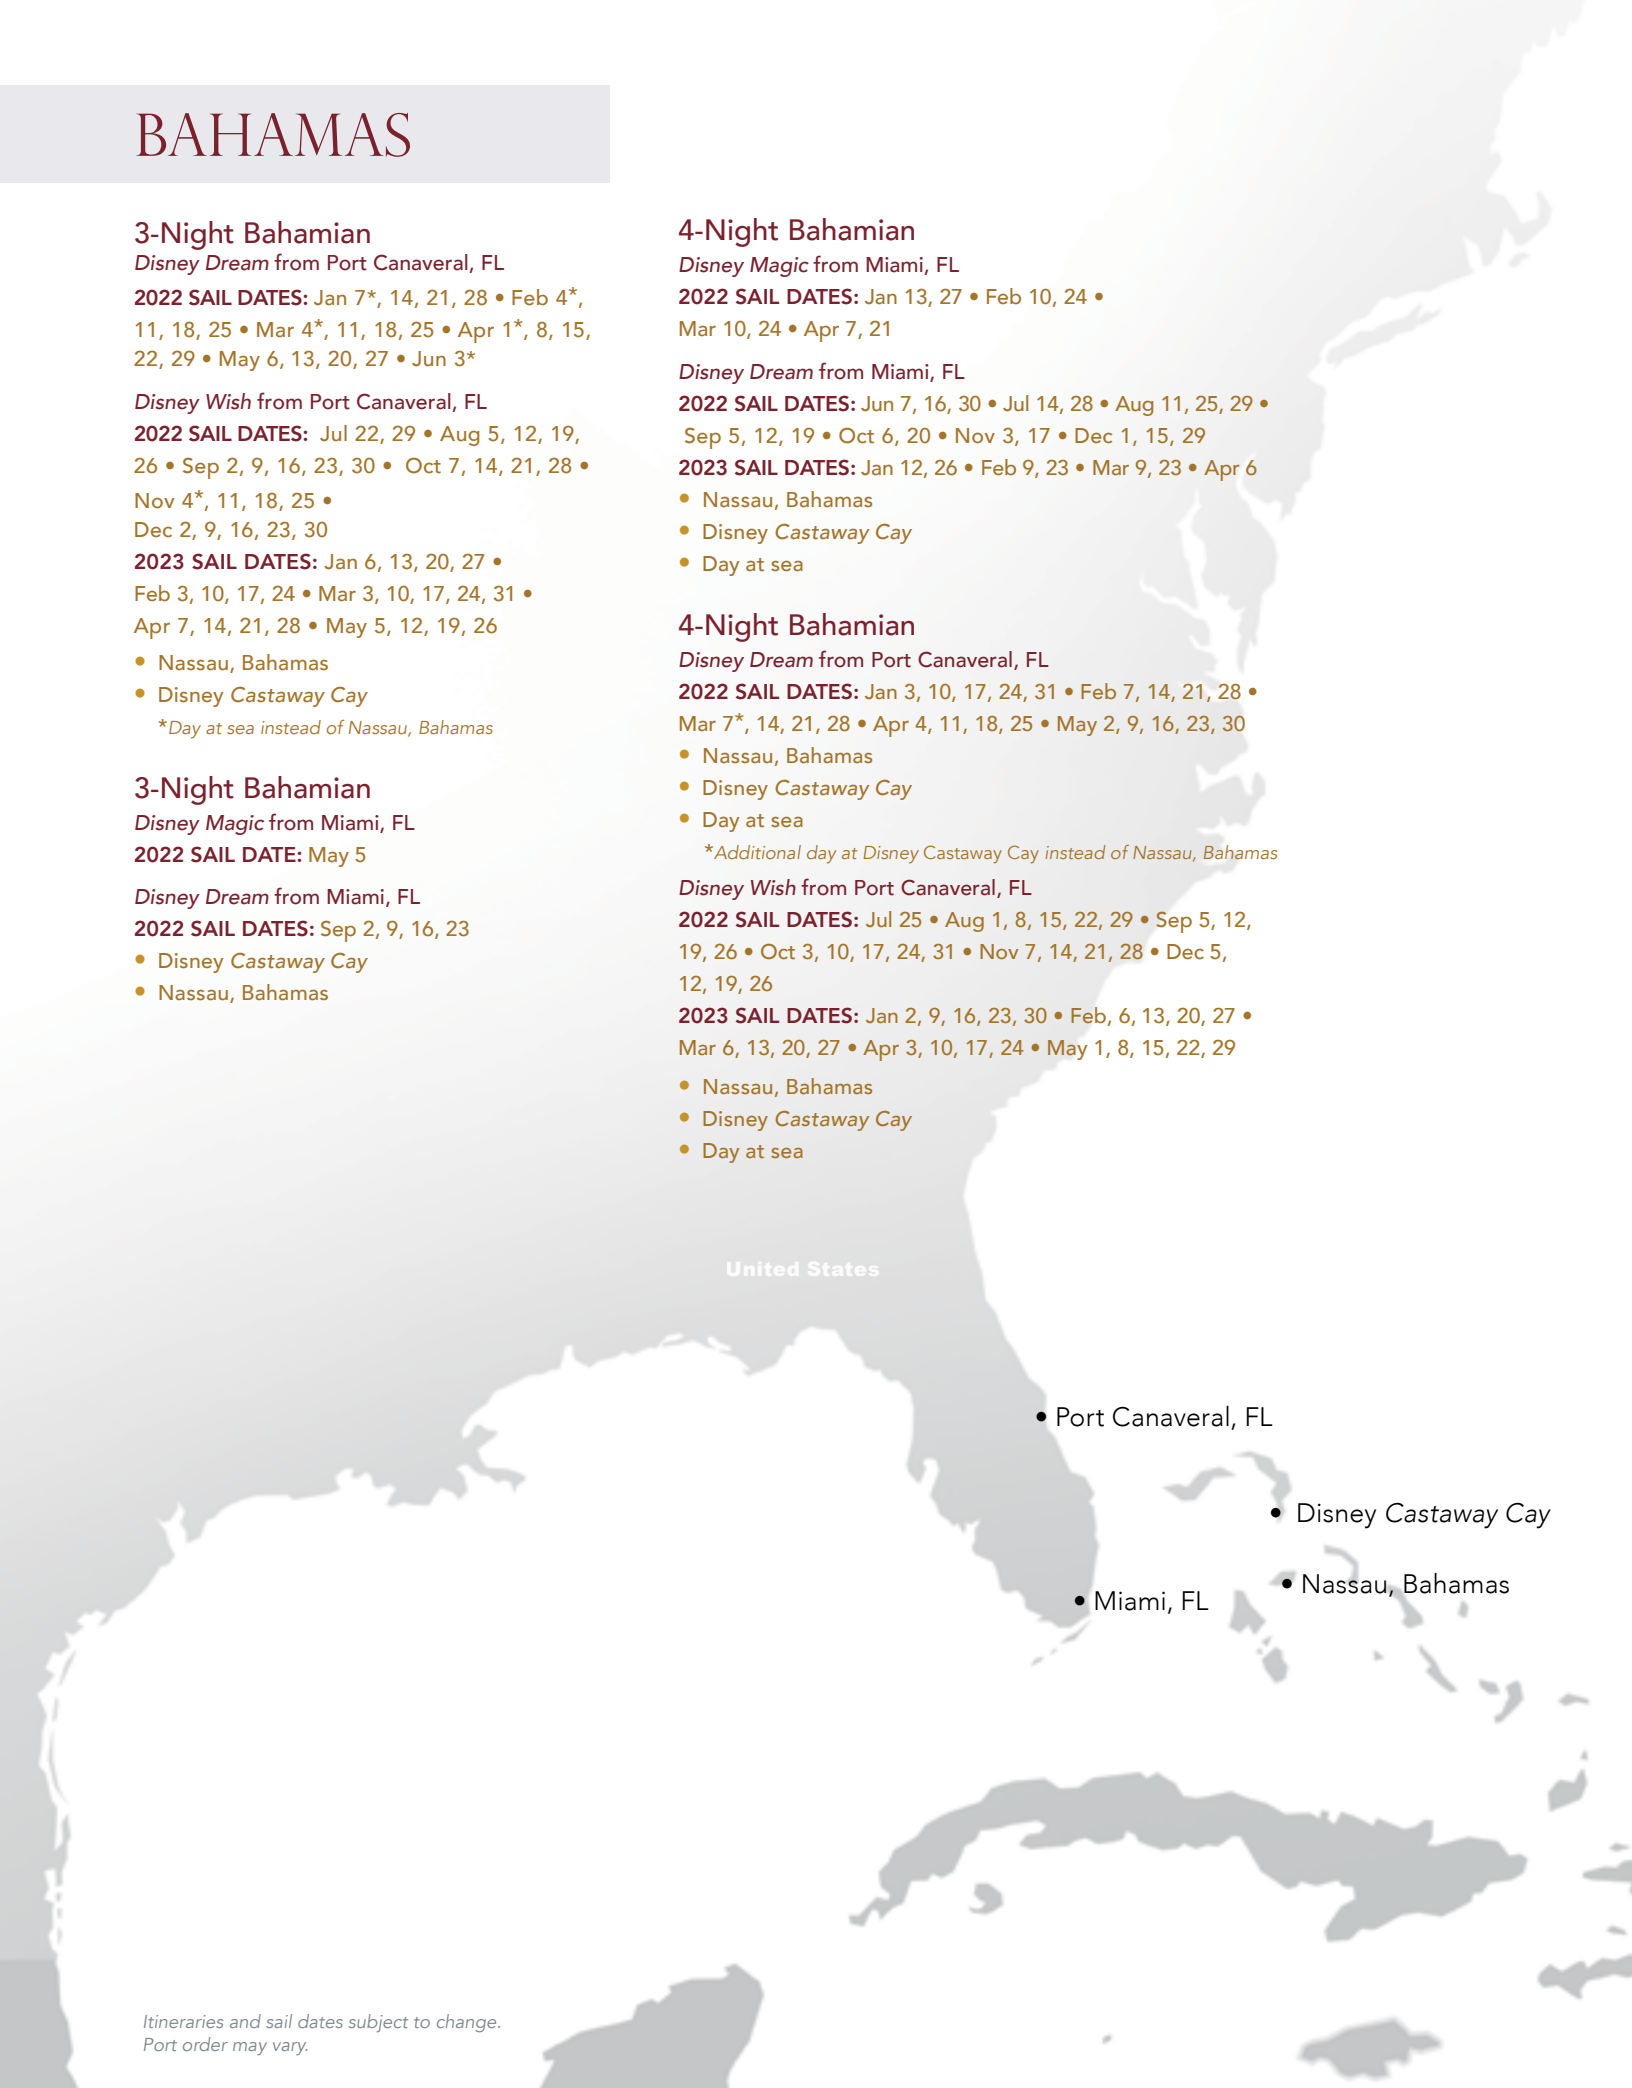 BAHAMAS
3-Night Bahamian
Disney Dream from Port Canaveral, FL
2022 SAIL DATES: Jan 7*, 14, 21, 28 • Feb 4*,
11, 18, 25 • Mar 4*, 11, 18, 25 • Apr 1*, 8, 15,
22, 29 • May 6, 13, 20, 27 • Jun 3*
Disney Wish from Port Canaveral, FL
2022 SAIL DATES: Jul 22, 29 • Aug 5, 12, 19,
26 • Sep 2, 9, 16, 23, 30 • Oct 7, 14, 21, 28 •
Nov 4*, 11, 18, 25 •
Dec 2, 9, 16, 23, 30
2023 SAIL DATES: Jan 6, 13, 20, 27 •
Feb 3, 10, 17, 24 • Mar 3, 10, 17, 24, 31 •
Apr 7, 14, 21, 28 • May 5, 12, 19, 26
• Nassau, Bahamas
• Disney Castaway Cay
*Day at sea instead of Nassau, Bahamas
3-Night Bahamian
Disney Magic from Miami, FL
2022 SAIL DATE: May 5
Disney Dream from Miami, FL
2022 SAIL DATES: Sep 2, 9, 16, 23
• Disney Castaway Cay
• Nassau, Bahamas
4-Night Bahamian
Disney Magic from Miami, FL
2022 SAIL DATES: Jan 13, 27 • Feb 10, 24 •
Mar 10, 24 • Apr 7, 21
Disney Dream from Miami, FL
2022 SAIL DATES: Jun 7, 16, 30 • Jul 14, 28 • Aug 11, 25, 29 •
Sep 5, 12, 19 • Oct 6, 20 • Nov 3, 17 • Dec 1, 15, 29
2023 SAIL DATES: Jan 12, 26 • Feb 9, 23 • Mar 9, 23 • Apr 6
• Nassau, Bahamas
• Disney Castaway Cay
• Day at sea
4-Night Bahamian
Disney Dream from Port Canaveral, FL
2022 SAIL DATES: Jan 3, 10, 17, 24, 31 • Feb 7, 14, 21, 28 •
Mar 7*, 14, 21, 28 • Apr 4, 11, 18, 25 • May 2, 9, 16, 23, 30
• Nassau, Bahamas
• Disney Castaway Cay
• Day at sea
*Additional day at Disney Castaway Cay instead of Nassau, Bahamas
Disney Wish from Port Canaveral, FL
2022 SAIL DATES: Jul 25 • Aug 1, 8, 15, 22, 29 • Sep 5, 12,
19, 26 • Oct 3, 10, 17, 24, 31 • Nov 7, 14, 21, 28 • Dec 5,
12, 19, 26
2023 SAIL DATES: Jan 2, 9, 16, 23, 30 • Feb, 6, 13, 20, 27 •
Mar 6, 13, 20, 27 • Apr 3, 10, 17, 24 • May 1, 8, 15, 22, 29
• Nassau, Bahamas
• Disney Castaway Cay
• Day at sea
United States
• Port Canaveral, FL
• Disney Castaway Cay
• Nassau, Bahamas
• Miami, FL
Itineraries and sail dates subject to change.
Port order may vary.